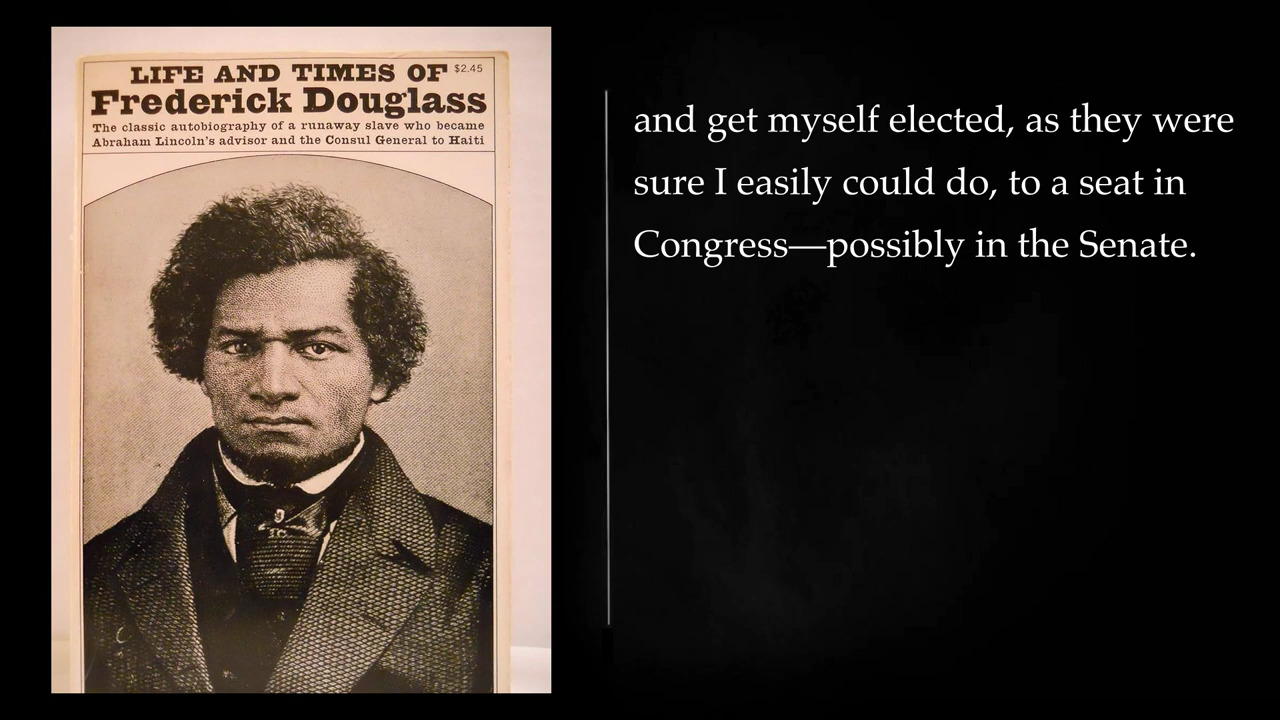 LIFE AND TIMES OF $2.45
Frederick Douglass
The classic autobiography of a runaway slave who became
Abraham Lincoln's advisor and the Consul General to Haiti
and get myself elected, as they were
sure I easily could do, to a seat in
Congress—possibly in the Senate.